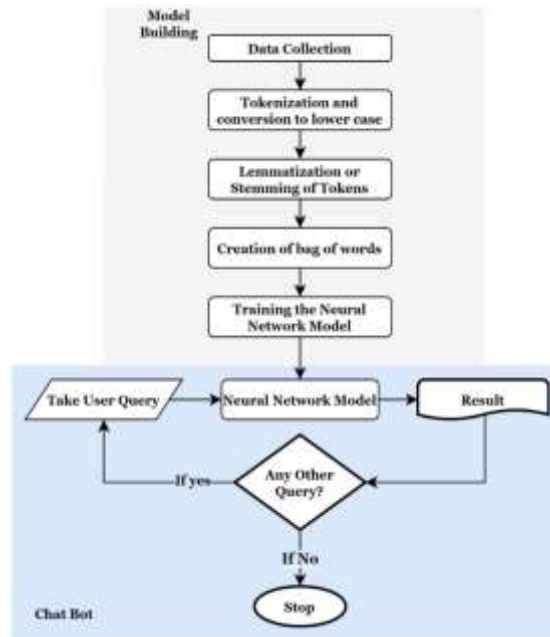 Model
Building
Data Collection
Tokenization and
conversion to lower case
Lemmatization or
Stemming of Tokens
Creation of bag of words
Training the Neural
Network Model
Take User Query
Neural Network Model
Result
If yes
Any Other
Query?
If No
Stop
Chat Bot